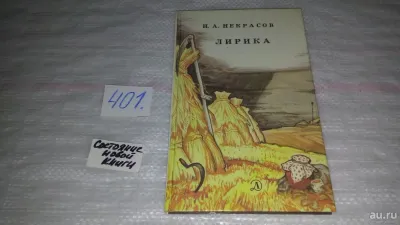 Н. А. НЕКРАСОВ
ЛИРИКА
401.
Состояние
новой
книги
Д
au.ru